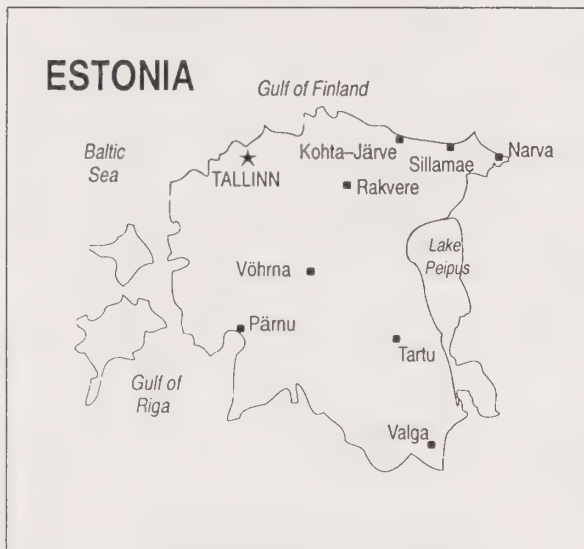 ESTONIA
Gulf of Finland
Baltic
Sea
TALLINN
Kohta–Järve
Sillamae
Narva
Rakvere
Lake
Peipus
Vöhrna
Pärnu
Tartu
Gulf of
Riga
Valga